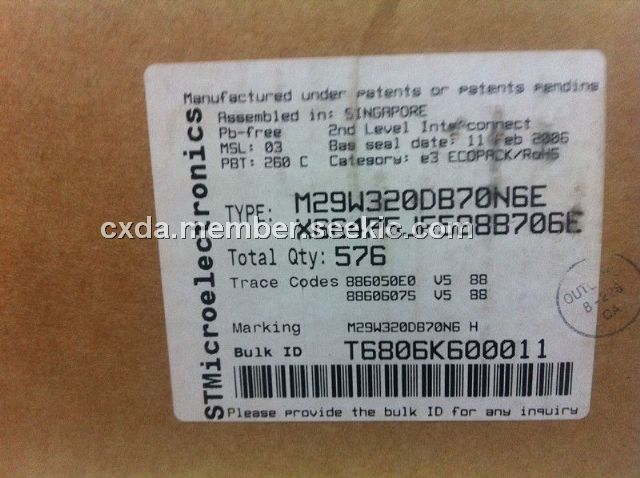 Manufactured under patents or patents pending
Assembled in: SINGAPORE
Pb-free 2nd Level Interconnect
MSL: 03 Bag seal date: 11 Feb 2006
PBT: 260 C Category: e3 ECOPACK/RoHS
STMicroelectronics
TYPE: M29W320DB70N6E
cxda.member.seekic.com
Total Qty: 576
Trace Codes 886050E0 V5 88
88606075 V5 88
Marking M29W320DB70N6 H
Bulk ID T6806K600011
Please provide the bulk ID for any inquiry